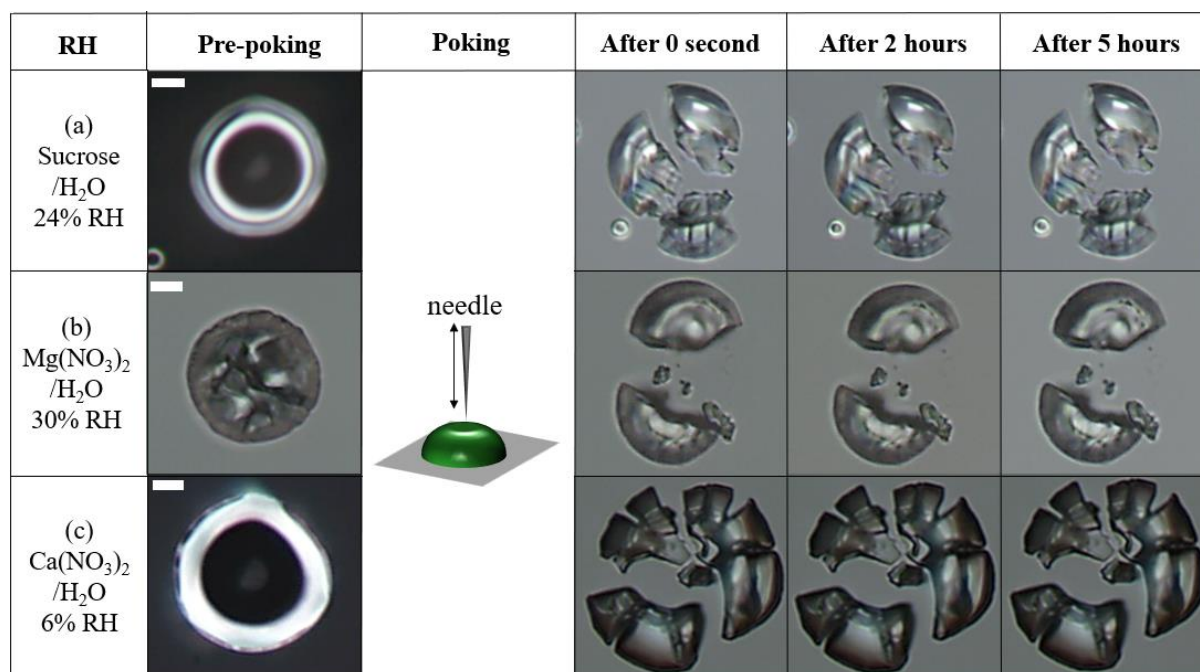 RH
Pre-poking
Poking
After 0 second
After 2 hours
After 5 hours
(a)
Sucrose
/H₂O
24% RH
needle
(b)
Mg(NO₃)₂
/H₂O
30% RH
(c)
Ca(NO₃)₂
/H₂O
6% RH